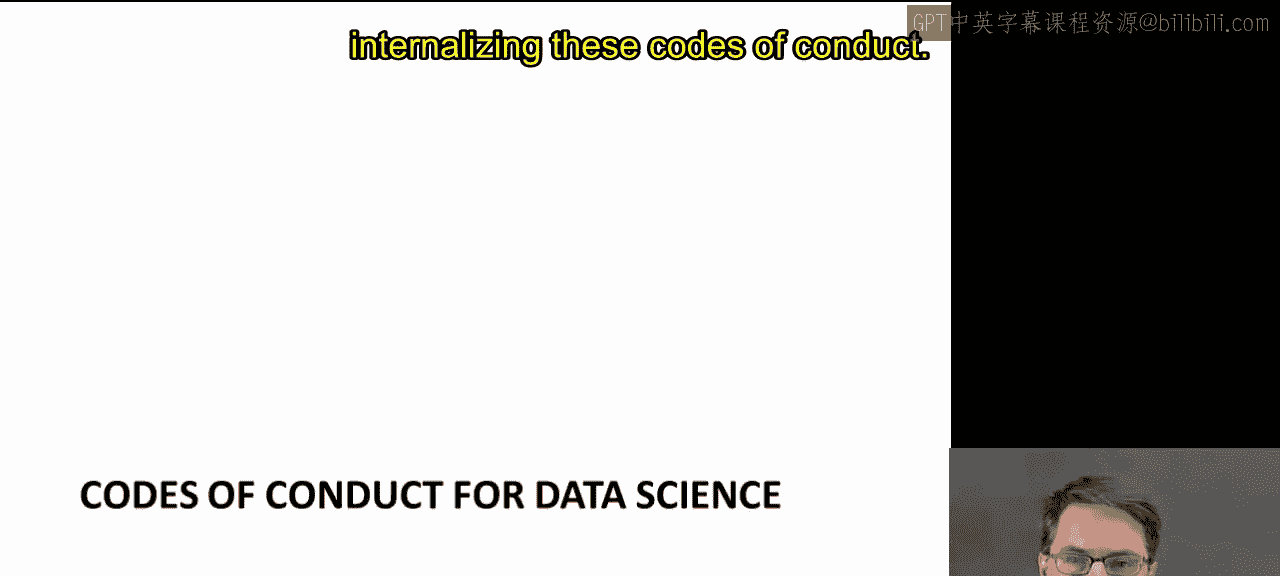 GPT中英字幕课程资源@bilibili.com
internalizing these codes of conduct.
CODES OF CONDUCT FOR DATA SCIENCE